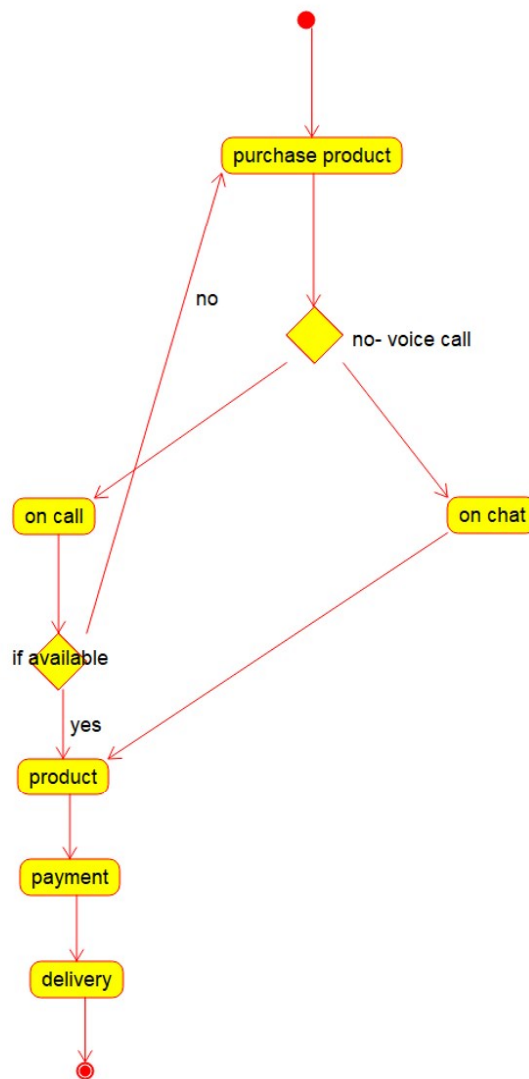 purchase product
no
no- voice call
on call
on chat
if available
yes
product
payment
delivery